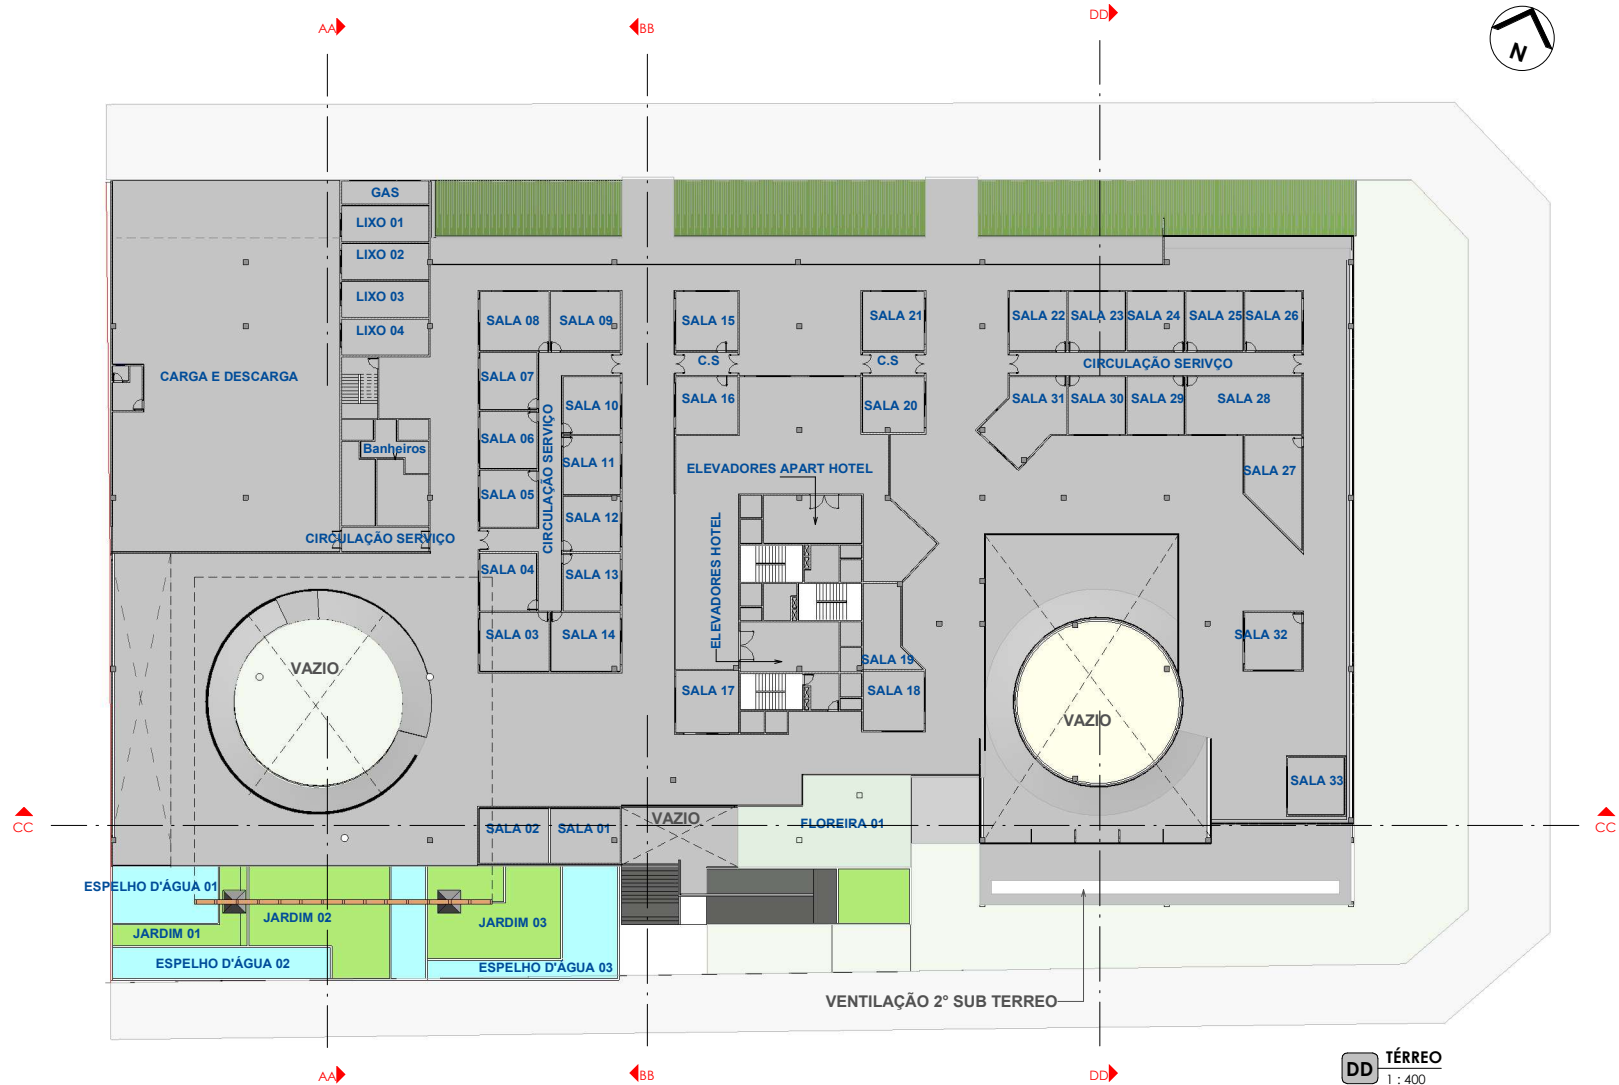 AA
BB
DD
N
GAS
LIXO 01
LIXO 02
LIXO 03
LIXO 04
CARGA E DESCARGA
Banheiros
CIRCULAÇÃO SERVIÇO
SALA 08
SALA 09
SALA 07
SALA 10
SALA 06
SALA 11
SALA 05
SALA 12
CIRCULAÇÃO SERVIÇO
SALA 04
SALA 13
SALA 03
SALA 14
SALA 15
C.S
SALA 16
SALA 21
C.S
SALA 20
ELEVADORES APART HOTEL
ELEVADORES HOTEL
SALA 19
SALA 17
SALA 18
SALA 22
SALA 23
SALA 24
SALA 25
SALA 26
CIRCULAÇÃO SERIVÇO
SALA 31
SALA 30
SALA 29
SALA 28
SALA 27
SALA 32
SALA 33
VAZIO
VAZIO
CC
CC
SALA 02
SALA 01
VAZIO
FLOREIRA 01
ESPELHO D'ÁGUA 01
JARDIM 02
JARDIM 03
JARDIM 01
ESPELHO D'ÁGUA 02
ESPELHO D'ÁGUA 03
VENTILAÇÃO 2° SUB TERREO
AA
BB
DD
DD
TÉRREO
1 : 400